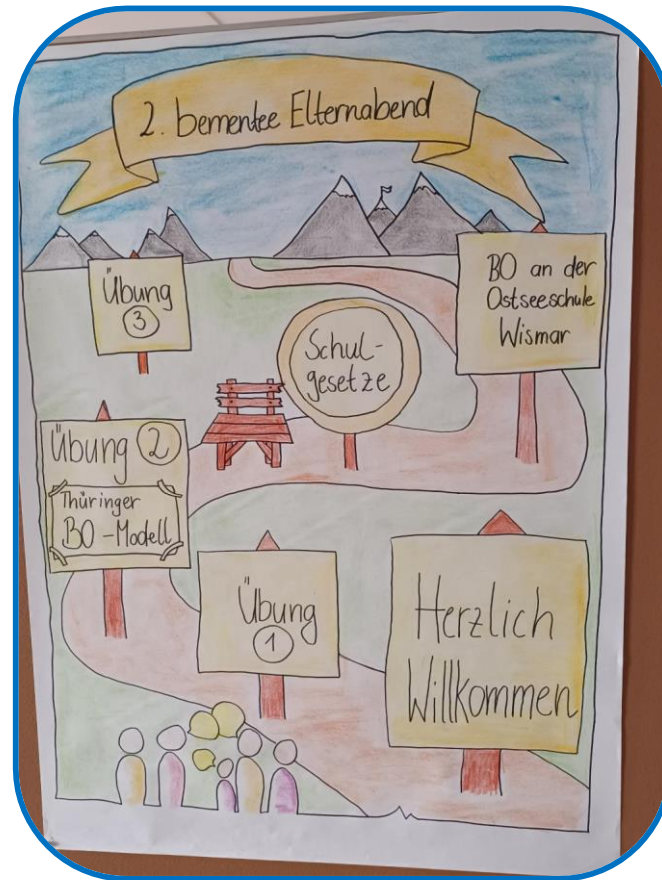 2. bementee Elternabend
BO an der
Ostseeschule
Wismar
Übung
3
Schul-
gesetze
Übung 2
Thüringer
BO-Modell
Übung
1
Herzlich
Willkommen